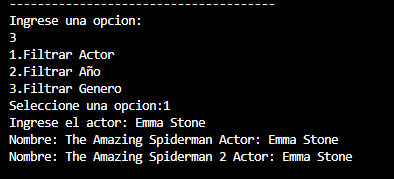 --------------------------------------
Ingrese una opcion:
3
1.Filtrar Actor
2.Filtrar Año
3.Filtrar Genero
Seleccione una opcion:1
Ingrese el actor: Emma Stone
Nombre: The Amazing Spiderman Actor: Emma Stone
Nombre: The Amazing Spiderman 2 Actor: Emma Stone